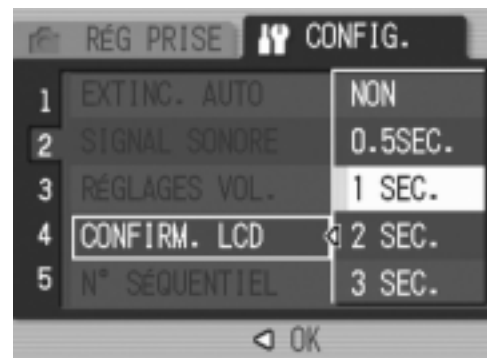 RÉG PRISE CONFIG.
1 EXTINC. AUTO NON
2 SIGNAL SONORE 0.5SEC.
3 RÉGLAGES VOL. 1 SEC.
4 CONFIRM. LCD 2 SEC.
5 N° SÉQUENTIEL 3 SEC.
OK